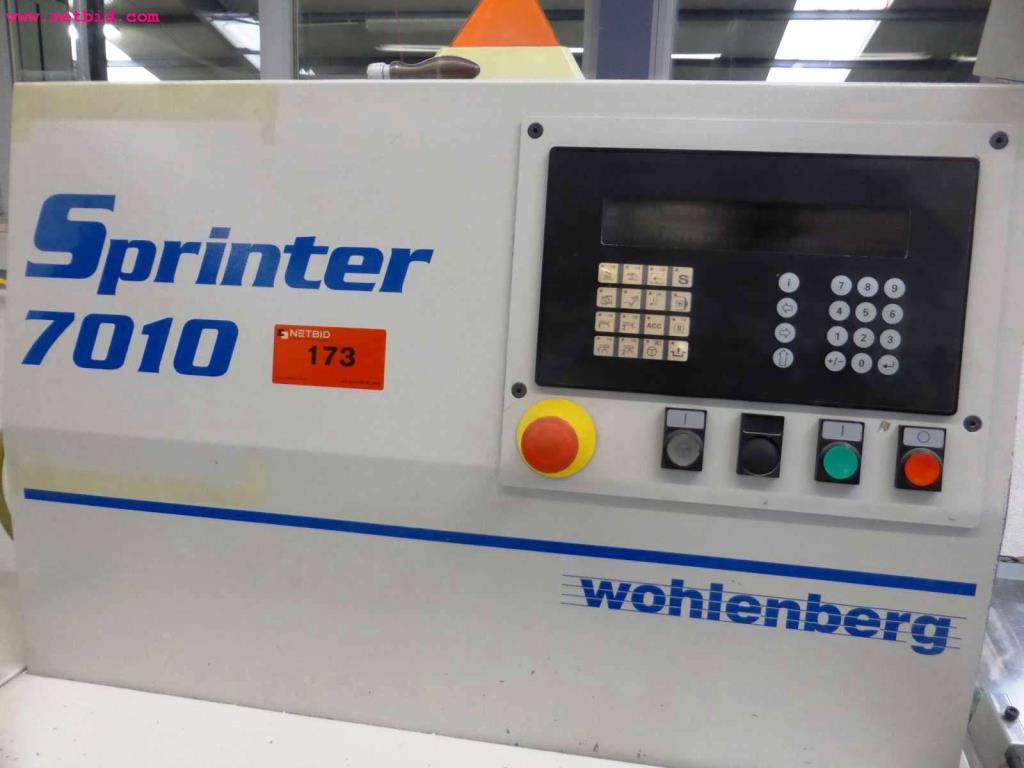 www.netbid.com
Sprinter
7010
NETBID
173
i
7 8 9
4 5 6
1 2 3
+/- 0
S
ACC
wohlenberg